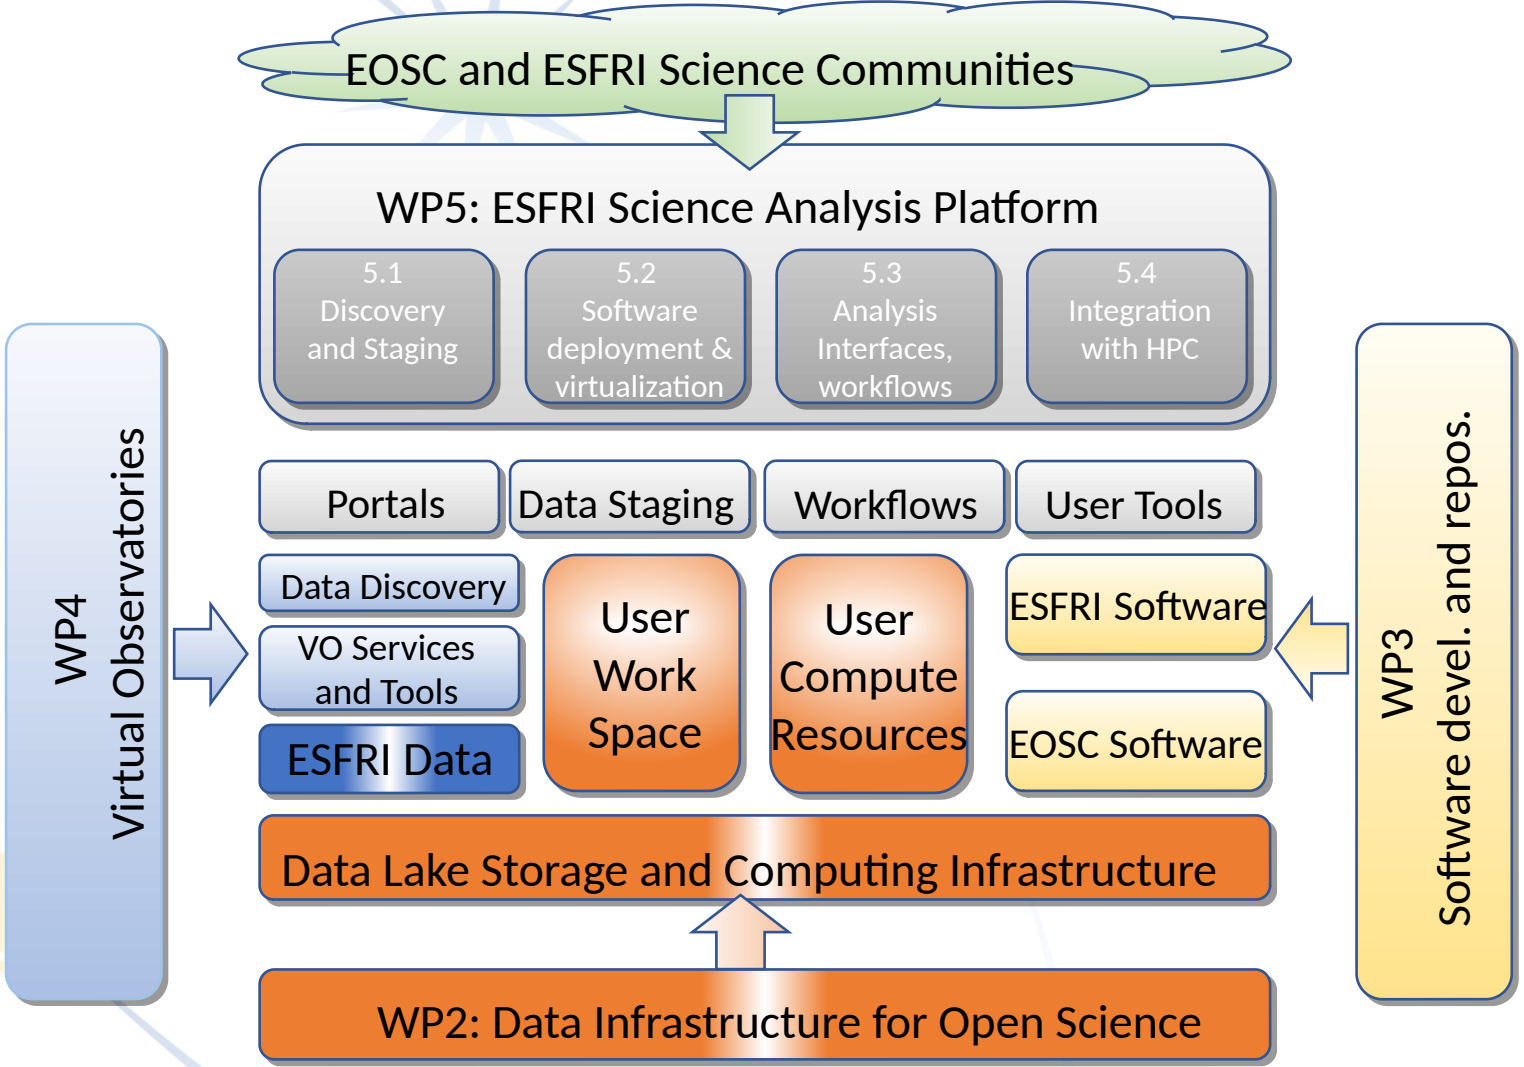 EOSC and ESFRI Science Communities
WP5: ESFRI Science Analysis Platform
5.1
Discovery
and Staging
5.2
Software
deployment &
virtualization
5.3
Analysis
Interfaces,
workflows
5.4
Integration
with HPC
WP4
Virtual Observatories
Portals
Data Staging
Workflows
User Tools
Data Discovery
VO Services
and Tools
ESFRI Data
User
Work
Space
User
Compute
Resources
ESFRI Software
EOSC Software
WP3
Software devel. and repos.
Data Lake Storage and Computing Infrastructure
WP2: Data Infrastructure for Open Science